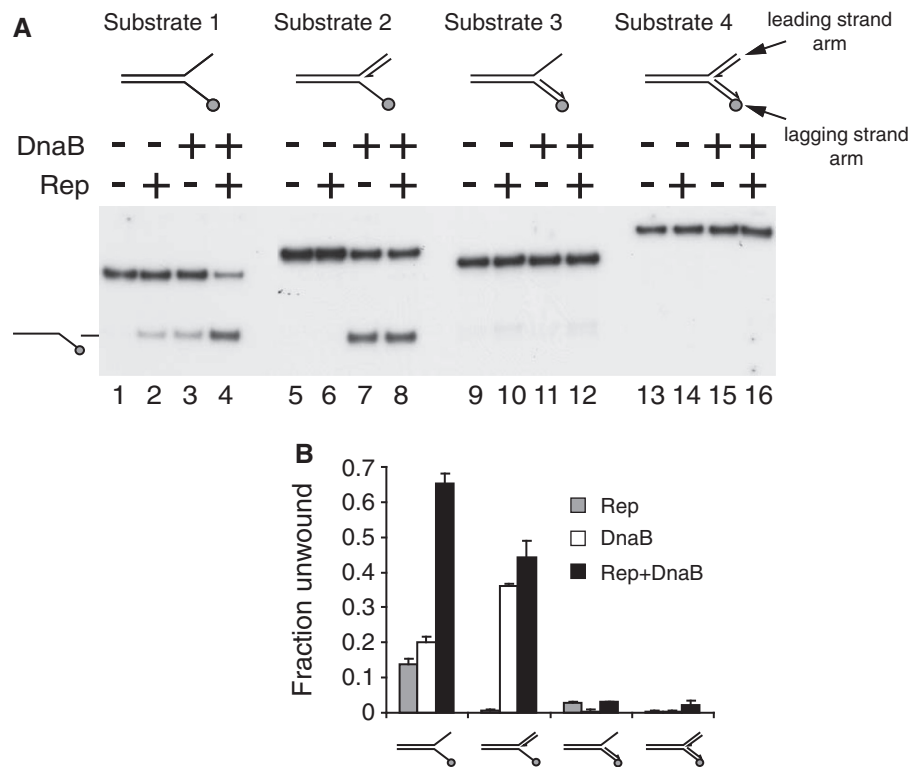 A
Substrate 1 Substrate 2 Substrate 3 Substrate 4
leading strand
arm
lagging strand
arm
DnaB - - + + - - + + - - + + - - + +
Rep - + - + - + - + - + - + - + - +
1 2 3 4 5 6 7 8 9 10 11 12 13 14 15 16
B
Fraction unwound
0.7
0.6
0.5
0.4
0.3
0.2
0.1
0
Rep
DnaB
Rep+DnaB